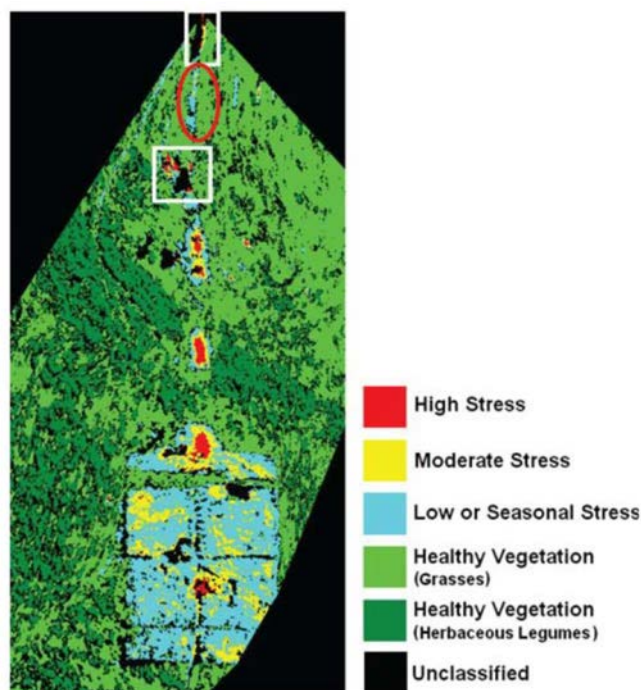 High Stress
Moderate Stress
Low or Seasonal Stress
Healthy Vegetation
(Grasses)
Healthy Vegetation
(Herbaceous Legumes)
Unclassified